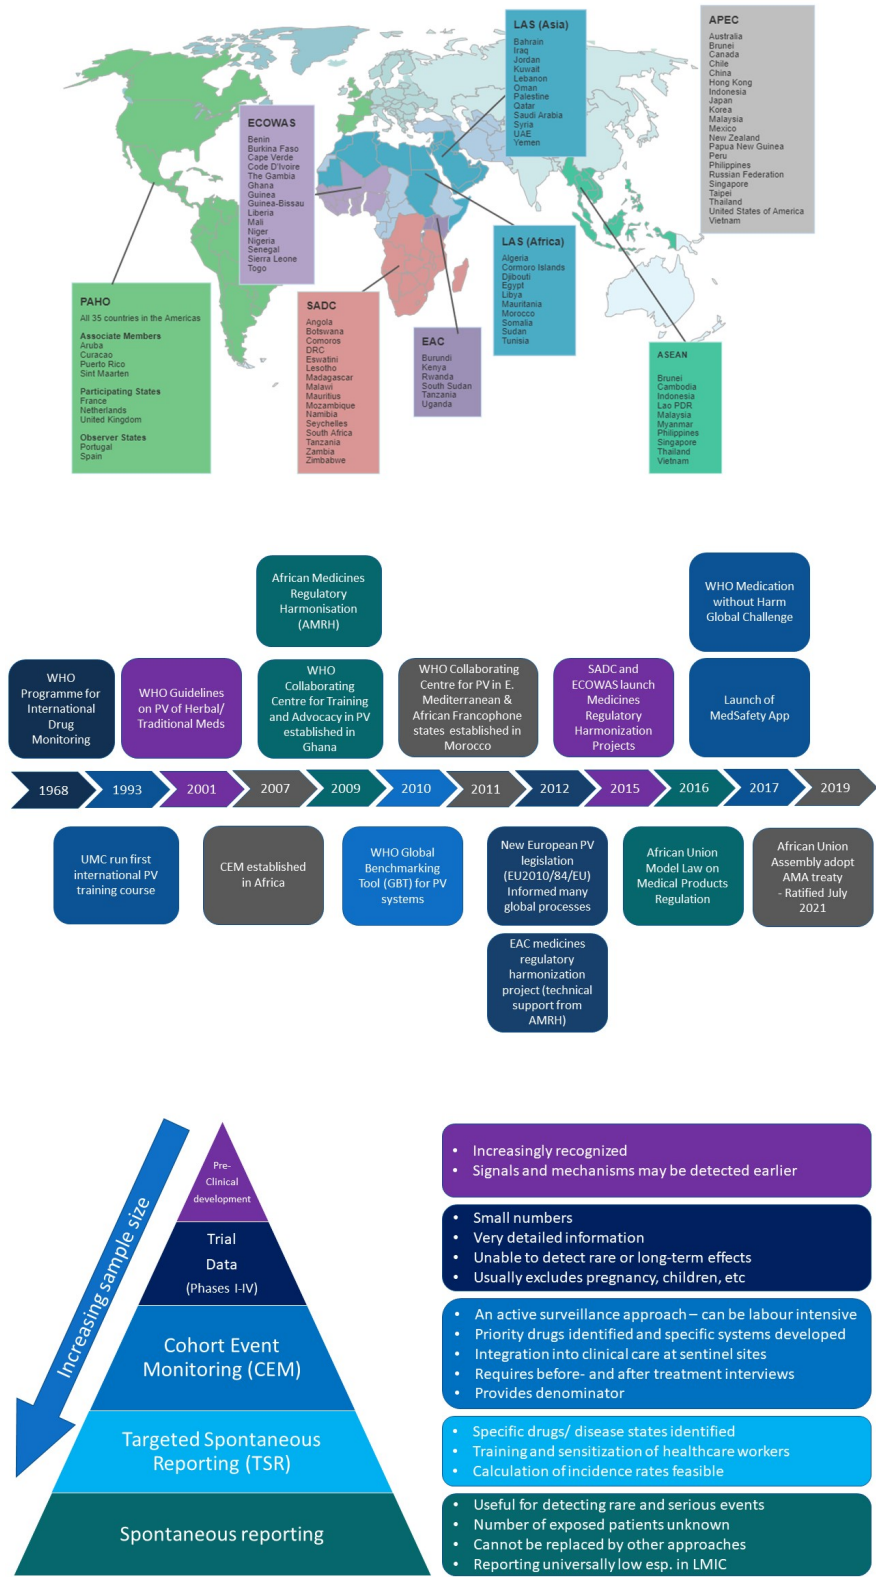 LAS (Asia)
Bahrain
Iraq
Jordan
Kuwait
Lebanon
Oman
Palestine
Qatar
Saudi Arabia
Syria
UAE
Yemen
APEC
Australia
Brunei
Canada
Chile
China
Hong Kong
Indonesia
Japan
Korea
Malaysia
Mexico
New Zealand
Papua New Guinea
Peru
Philippines
Russian Federation
Singapore
Taipei
Thailand
United States of America
Vietnam
ECOWAS
Benin
Burkina Faso
Cape Verde
Code D'Ivoire
The Gambia
Ghana
Guinea
Guinea-Bissau
Liberia
Mali
Niger
Nigeria
Senegal
Sierra Leone
Togo
LAS (Africa)
Algeria
Cormoro Islands
Djibouti
Egypt
Libya
Mauritania
Morocco
Somalia
Sudan
Tunisia
PAHO
All 35 countries in the Americas
Associate Members
Aruba
Curacao
Puerto Rico
Sint Maarten
Participating States
France
Netherlands
United Kingdom
Observer States
Portugal
Spain
SADC
Angola
Botswana
Comoros
DRC
Eswatini
Lesotho
Madagascar
Malawi
Mauritius
Mozambique
Namibia
Seychelles
South Africa
Tanzania
Zambia
Zimbabwe
EAC
Burundi
Kenya
Rwanda
South Sudan
Tanzania
Uganda
ASEAN
Brunei
Cambodia
Indonesia
Lao PDR
Malaysia
Myanmar
Philippines
Singapore
Thailand
Vietnam
African Medicines
Regulatory
Harmonisation
(AMRH)
WHO Medication
without Harm
Global Challenge
WHO
Programme for
International
Drug
Monitoring
WHO Guidelines
on PV of Herbal/
Traditional Meds
WHO
Collaborating
Centre for Training
and Advocacy in PV
established in
Ghana
WHO Collaborating
Centre for PV in E.
Mediterranean &
African Francophone
states established in
Morocco
SADC and
ECOWAS launch
Medicines
Regulatory
Harmonization
Projects
Launch of
MedSafety App
1968 1993 2001 2007 2009 2010 2011 2012 2015 2016 2017 2019
UMC run first
international PV
training course
CEM established
in Africa
WHO Global
Benchmarking
Tool (GBT) for PV
systems
New European PV
legislation
(EU2010/84/EU)
Informed many
global processes
African Union
Model Law on
Medical Products
Regulation
African Union
Assembly adopt
AMA treaty
- Ratified July
2021
EAC medicines
regulatory
harmonization
project (technical
support from
AMRH)
Increasing sample size
Pre-
Clinical
development
• Increasingly recognized
• Signals and mechanisms may be detected earlier
Trial
Data
(Phases I-IV)
• Small numbers
• Very detailed information
• Unable to detect rare or long-term effects
• Usually excludes pregnancy, children, etc
Cohort Event
Monitoring (CEM)
• An active surveillance approach – can be labour intensive
• Priority drugs identified and specific systems developed
• Integration into clinical care at sentinel sites
• Requires before- and after treatment interviews
• Provides denominator
Targeted Spontaneous
Reporting (TSR)
• Specific drugs/ disease states identified
• Training and sensitization of healthcare workers
• Calculation of incidence rates feasible
Spontaneous reporting
• Useful for detecting rare and serious events
• Number of exposed patients unknown
• Cannot be replaced by other approaches
• Reporting universally low esp. in LMIC